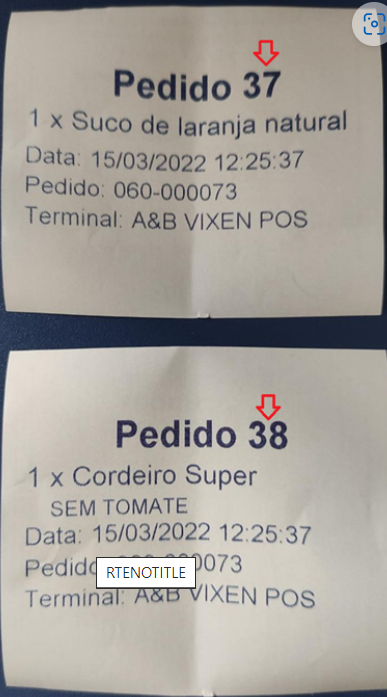 Pedido 37
1 x Suco de laranja natural
Data: 15/03/2022 12:25:37
Pedido: 060-000073
Terminal: A&B VIXEN POS
Pedido 38
1 x Cordeiro Super
SEM TOMATE
Data: 15/03/2022 12:25:37
RTENOTITLE
Terminal: A&B VIXEN POS